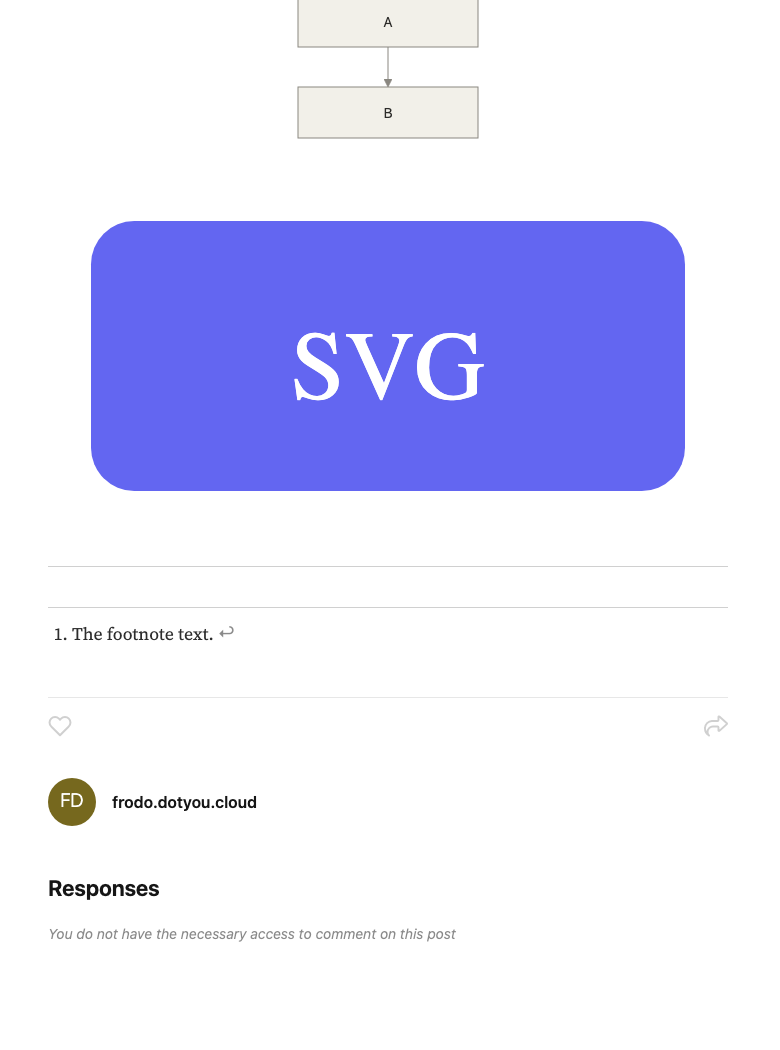 A
B
SVG
1. The footnote text. ↩
FD
frodo.dotyou.cloud
Responses
You do not have the necessary access to comment on this post